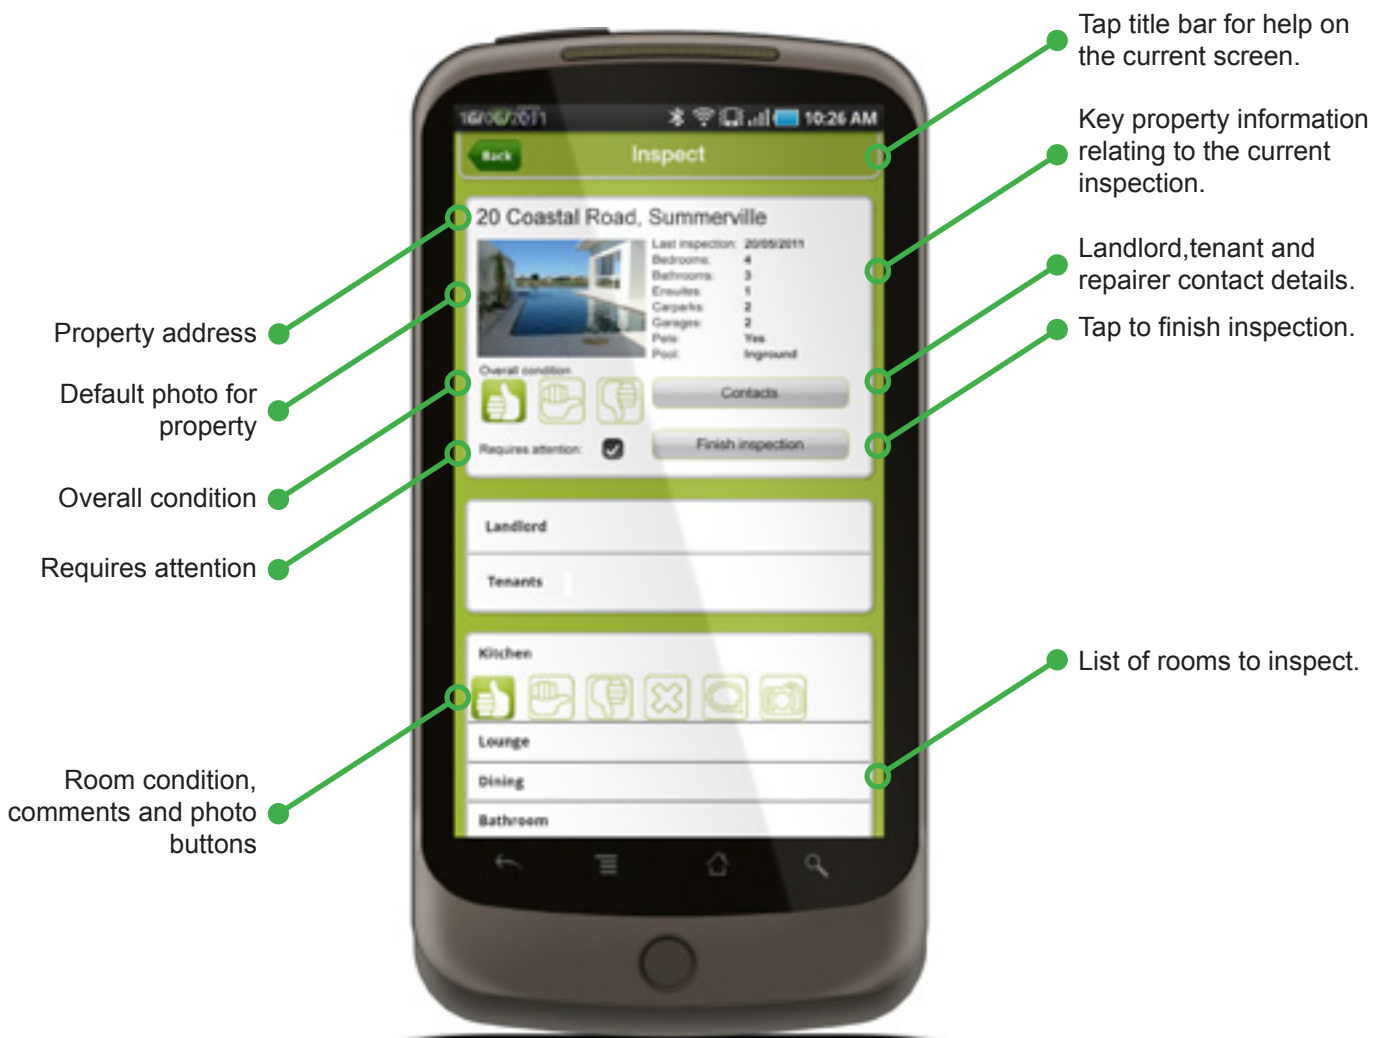 Tap title bar for help on
the current screen.
Key property information
relating to the current
inspection.
Landlord,tenant and
repairer contact details.
Tap to finish inspection.
List of rooms to inspect.
Property address
Default photo for
property
Overall condition
Requires attention
Room condition,
comments and photo
buttons
10:26 AM
Back
Inspect
20 Coastal Road, Summerville
Last inspection: 20/05/2011
Bedrooms: 4
Bathrooms: 3
Ensuites: 1
Carparks: 2
Garages: 2
Pets: Yes
Pool: Inground
Overall condition
Contacts
Requires attention:
Finish inspection
Landlord
Tenants
Kitchen
Lounge
Dining
Bathroom